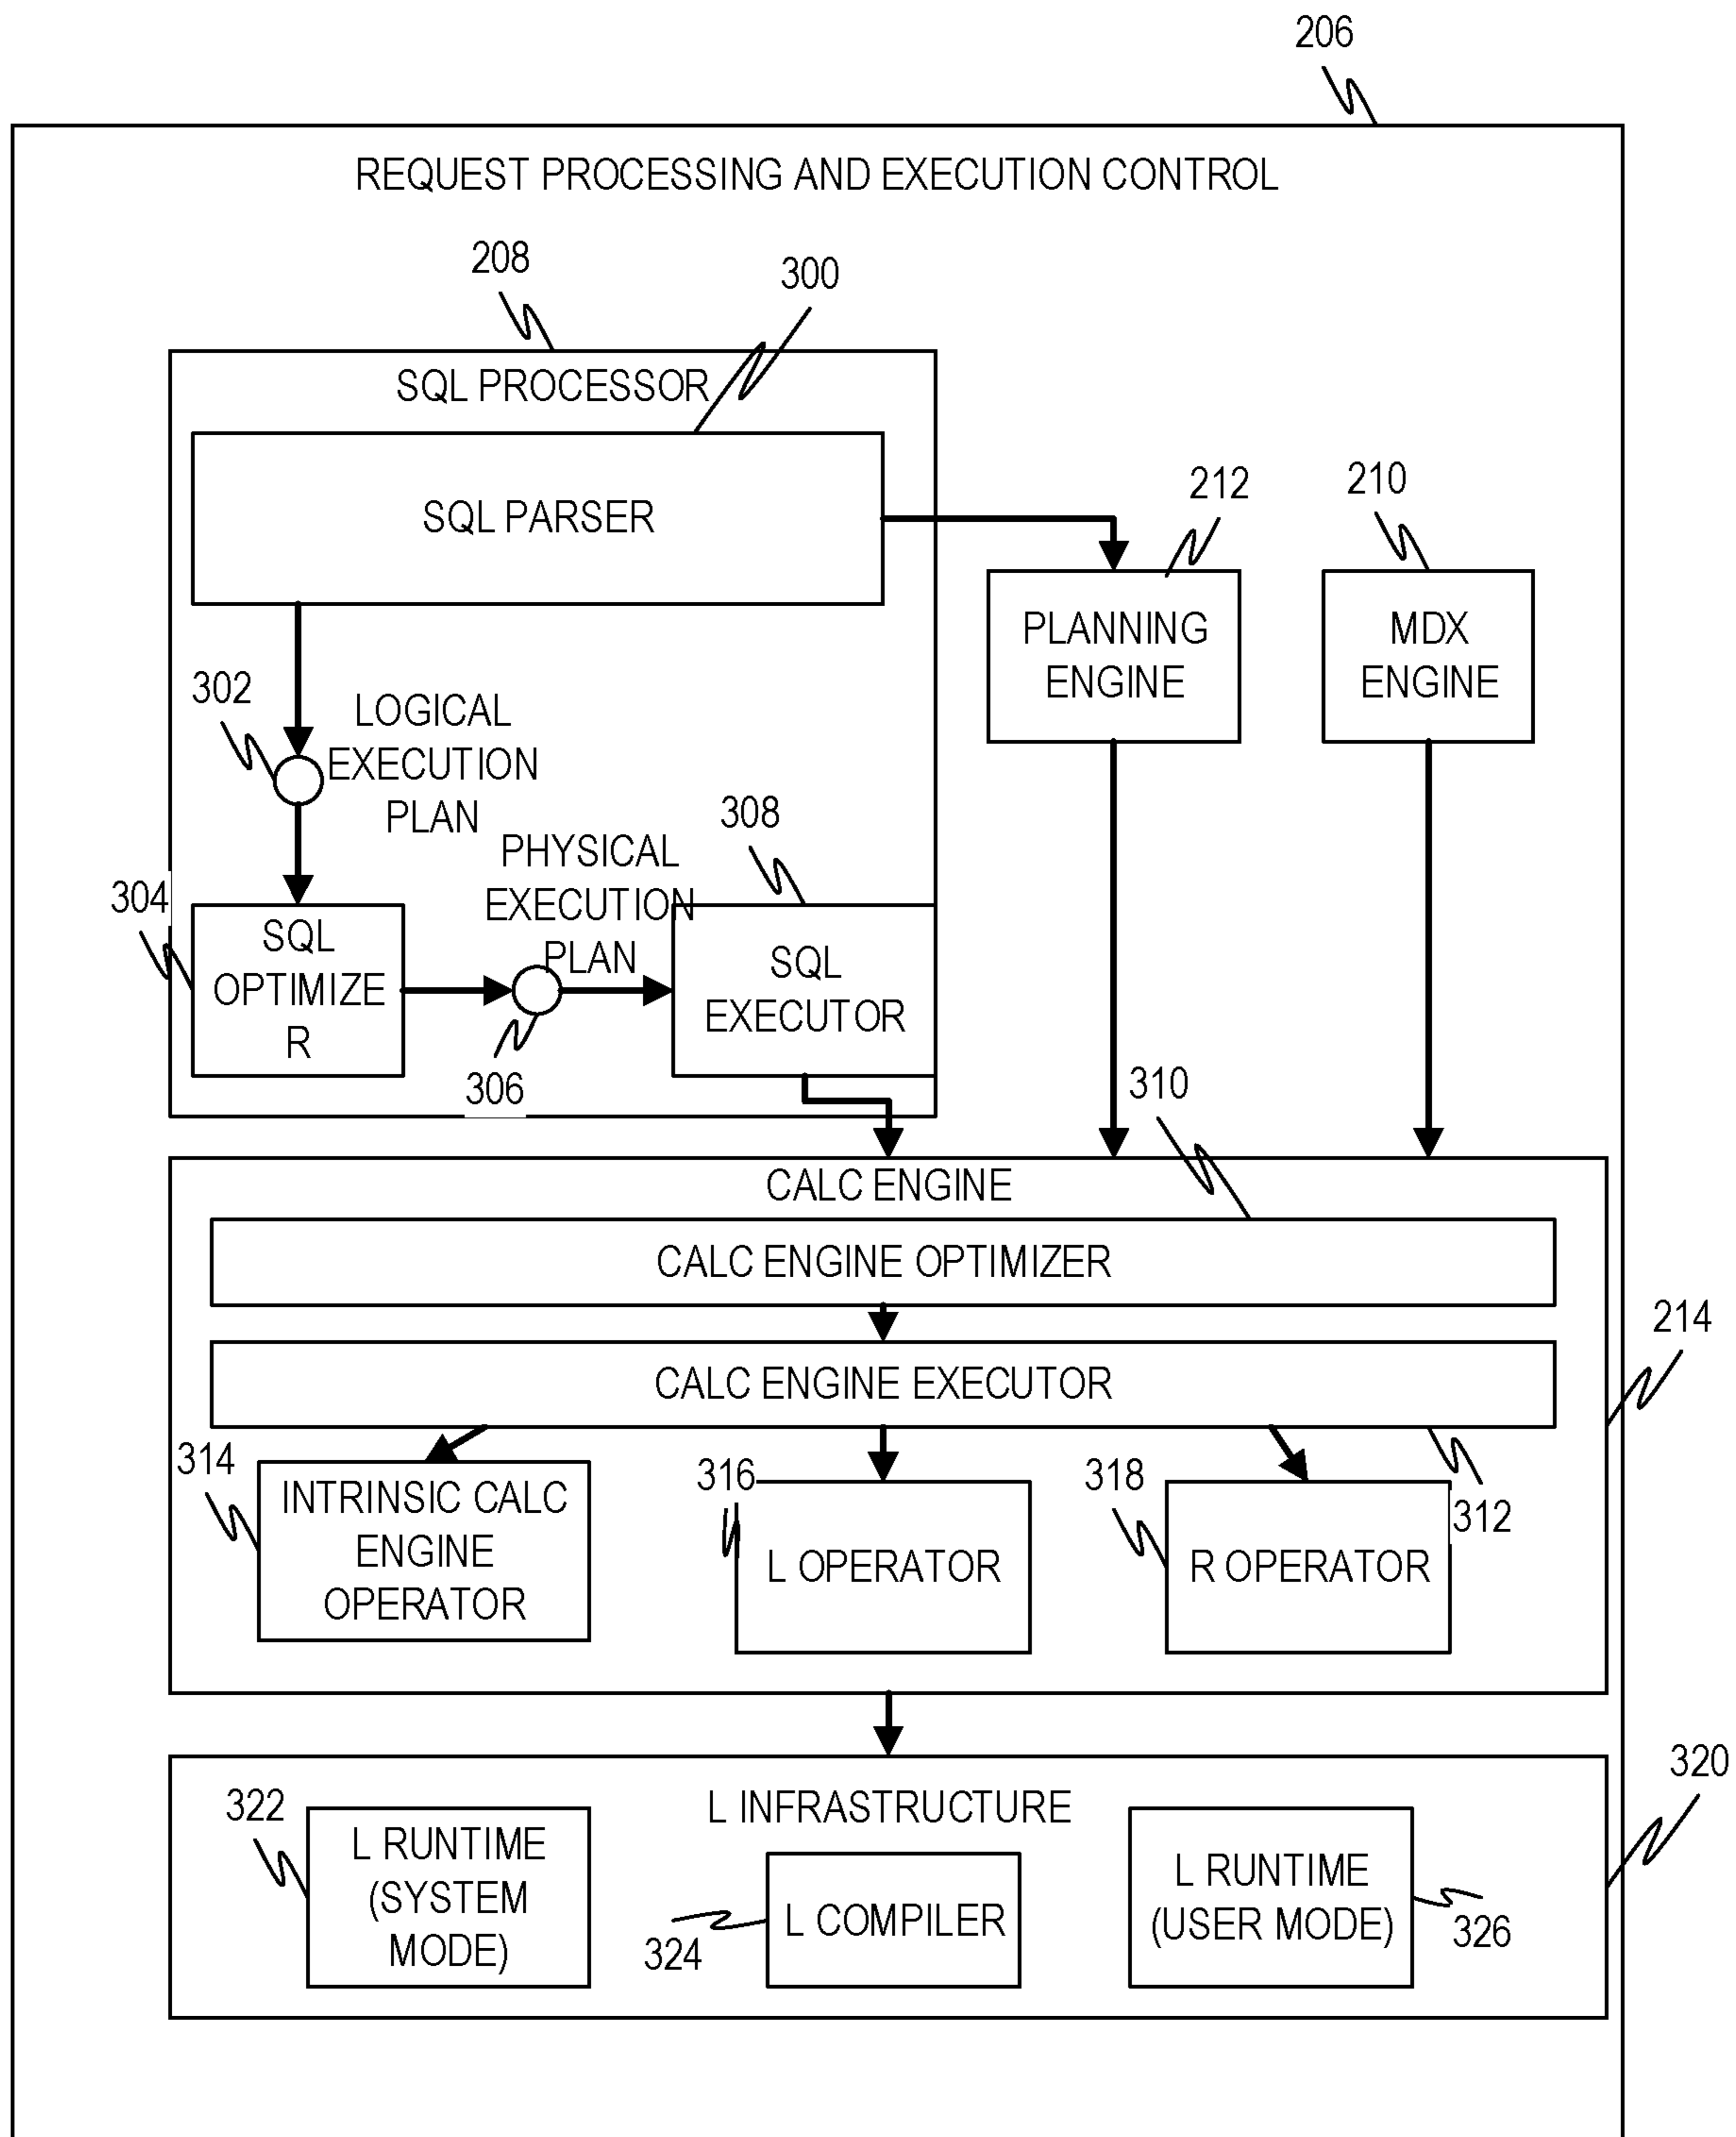 206
REQUEST PROCESSING AND EXECUTION CONTROL
208
300
SQL PROCESSOR
SQL PARSER
212
210
PLANNING
ENGINE
MDX
ENGINE
302
LOGICAL
EXECUTION
PLAN
308
PHYSICAL
EXECUTION
PLAN
304
SQL
OPTIMIZE
R
SQL
EXECUTOR
306
310
CALC ENGINE
CALC ENGINE OPTIMIZER
214
CALC ENGINE EXECUTOR
314
INTRINSIC CALC
ENGINE
OPERATOR
316
L OPERATOR
318
R OPERATOR
312
320
L INFRASTRUCTURE
322
L RUNTIME
(SYSTEM
MODE)
324
L COMPILER
L RUNTIME
(USER MODE)
326